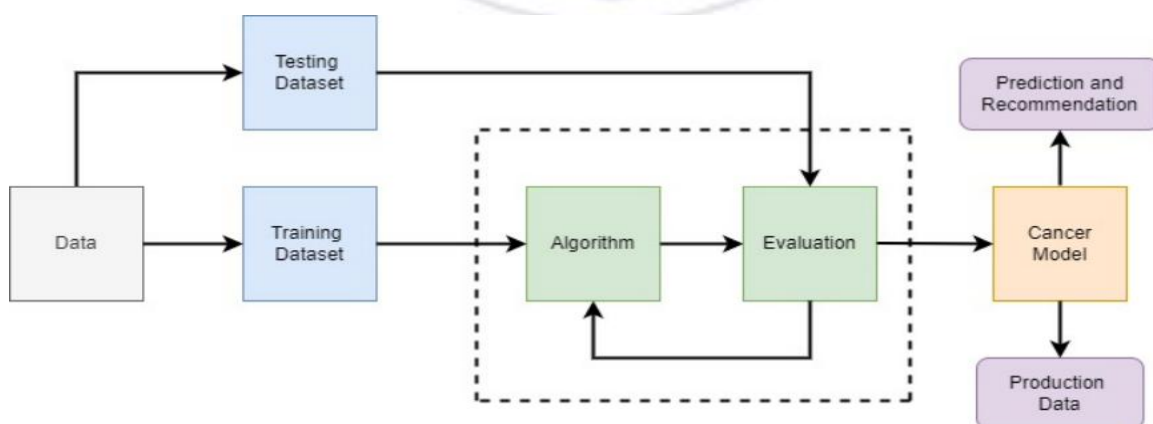 Testing
Dataset
Prediction and
Recommendation
Data
Training
Dataset
Algorithm
Evaluation
Cancer
Model
Production
Data